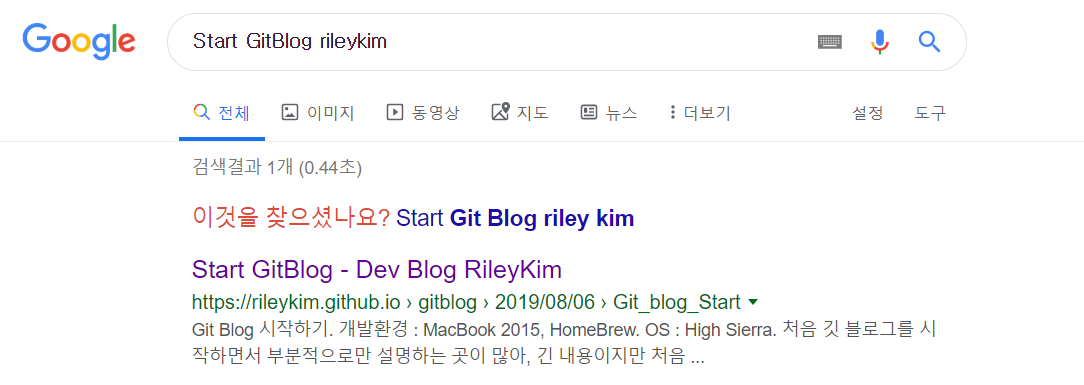 Google
Start GitBlog rileykim
전체 이미지 동영상 지도 뉴스 더보기 설정 도구
검색결과 1개 (0.44초)
이것을 찾으셨나요? Start Git Blog riley kim
Start GitBlog - Dev Blog RileyKim
https://rileykim.github.io › gitblog › 2019/08/06 › Git_blog_Start
Git Blog 시작하기. 개발환경 : MacBook 2015, HomeBrew. OS : High Sierra. 처음 깃 블로그를 시
작하면서 부분적으로만 설명하는 곳이 많아, 긴 내용이지만 처음 ...